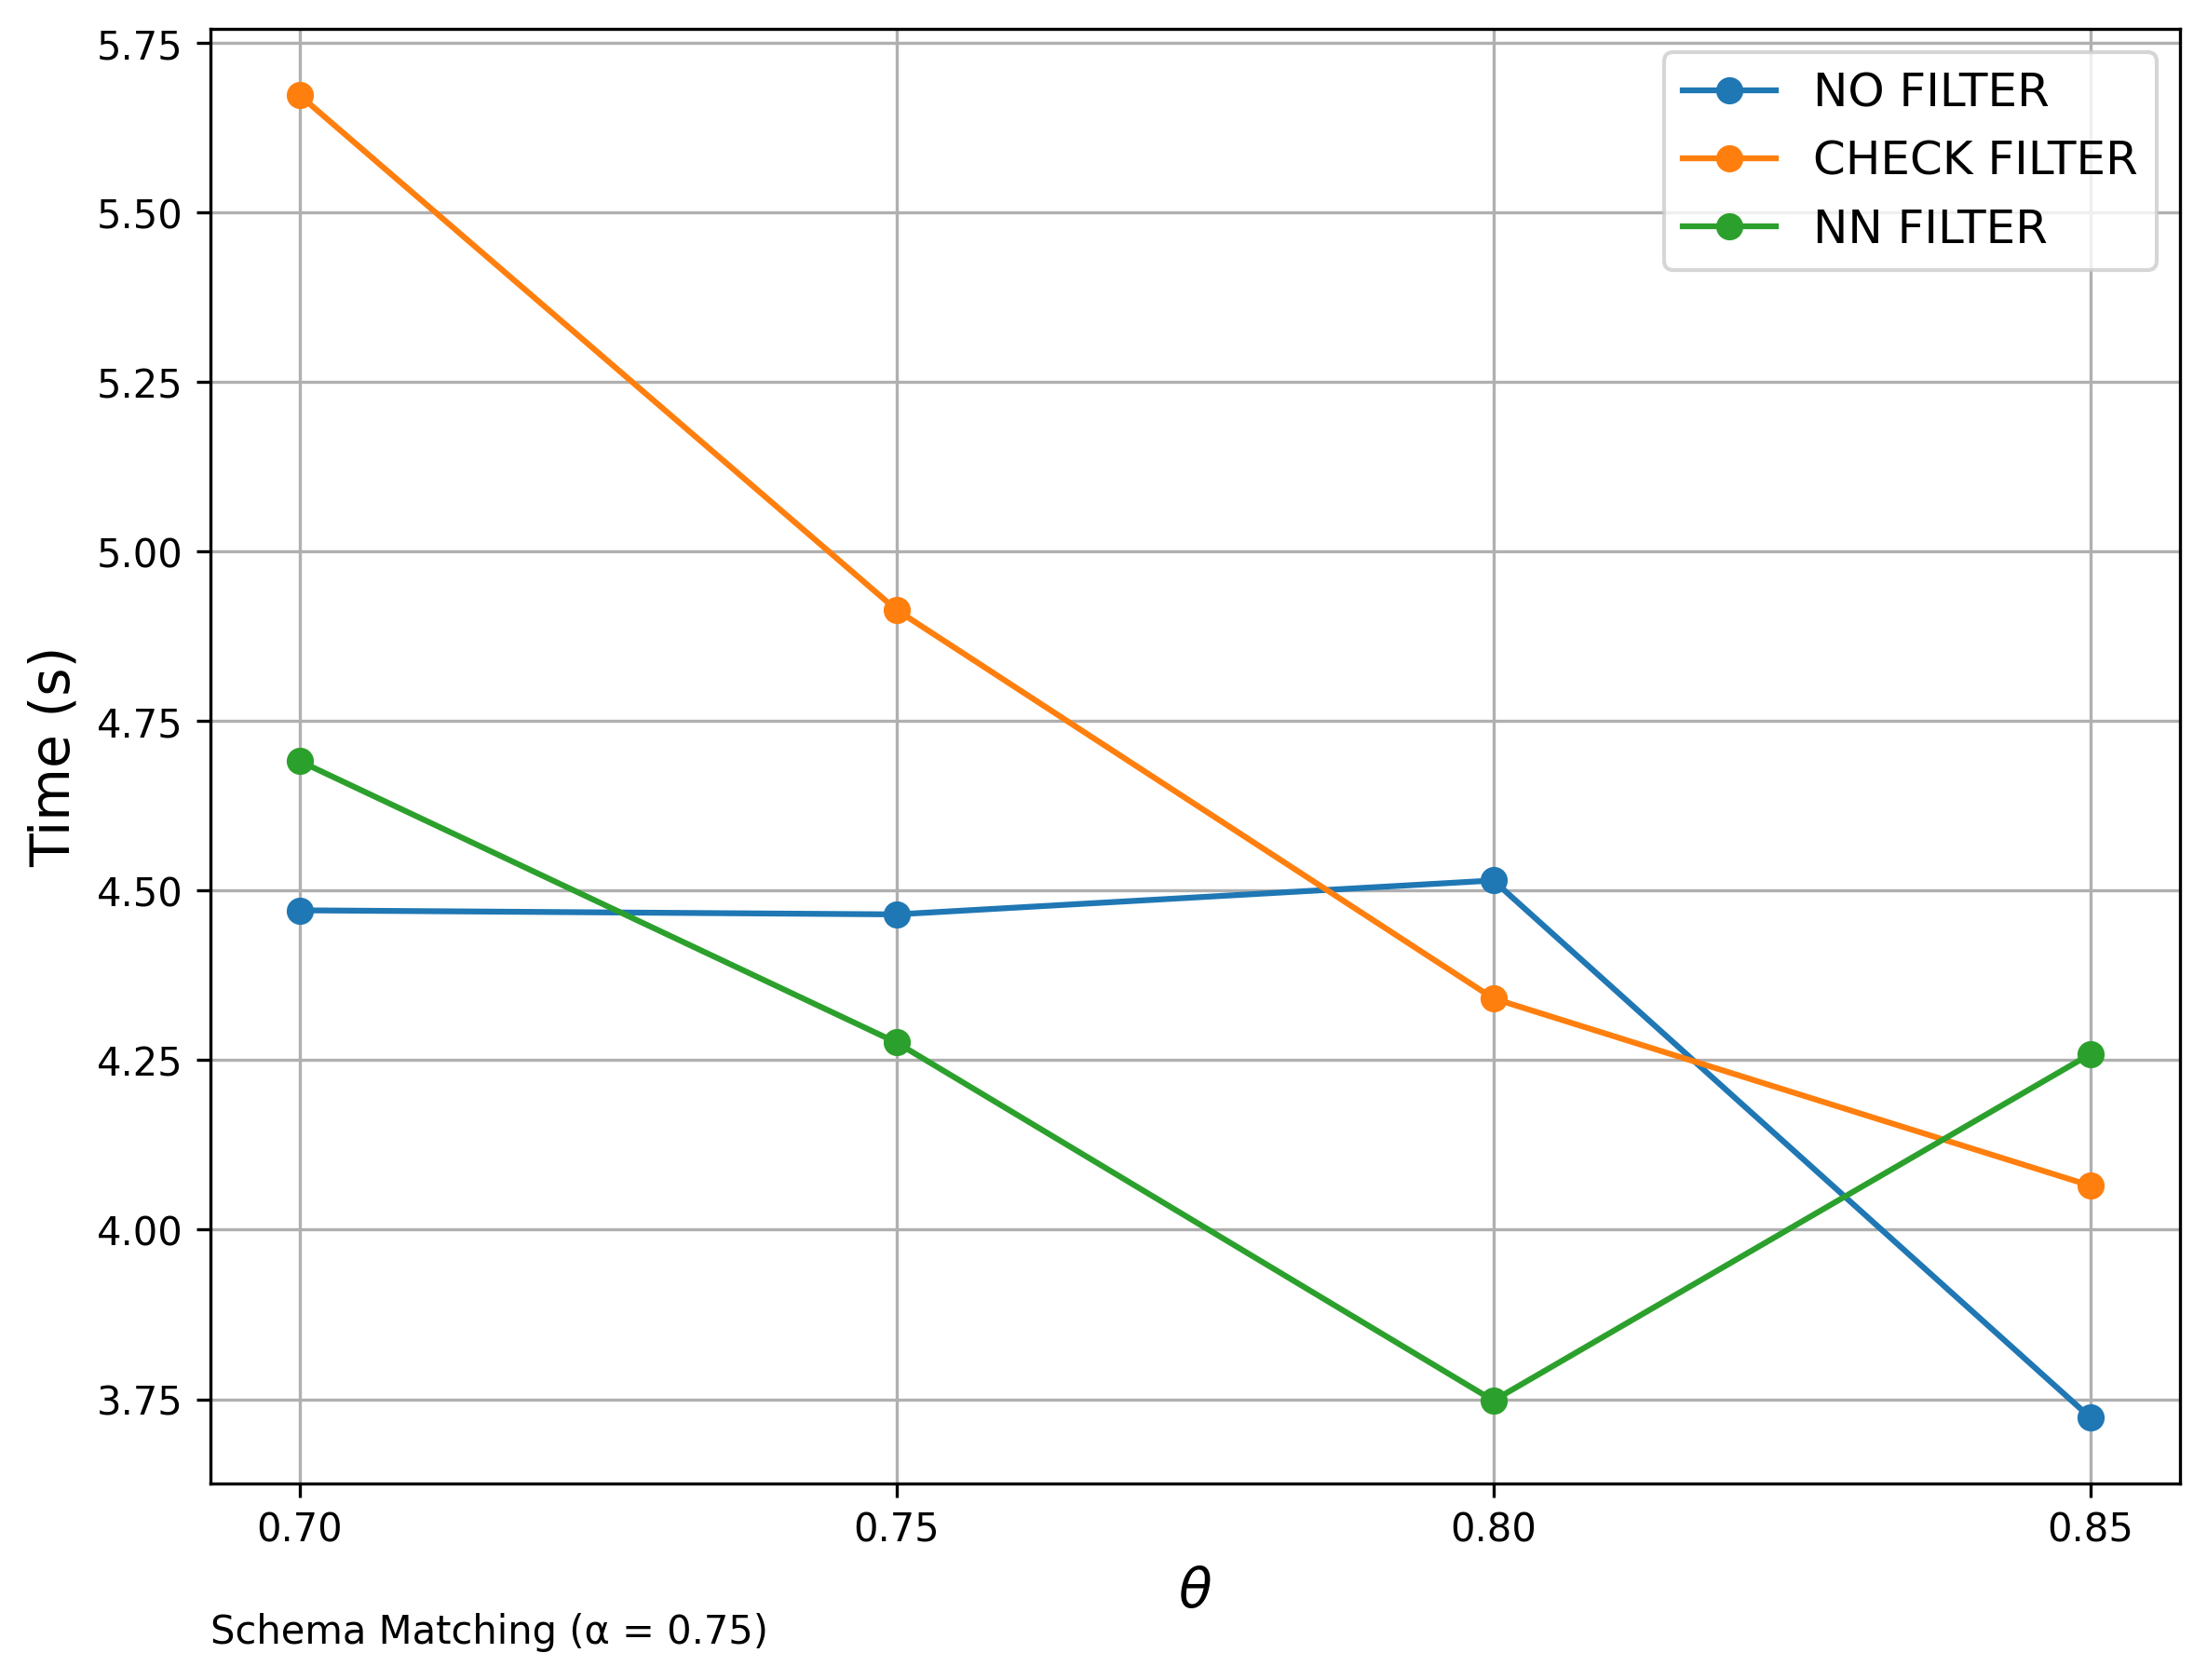 5.75
5.50
5.25
5.00
4.75
4.50
4.25
4.00
3.75
Time (s)
NO FILTER
CHECK FILTER
NN FILTER
0.70 0.75 0.80 0.85
θ
Schema Matching (α = 0.75)